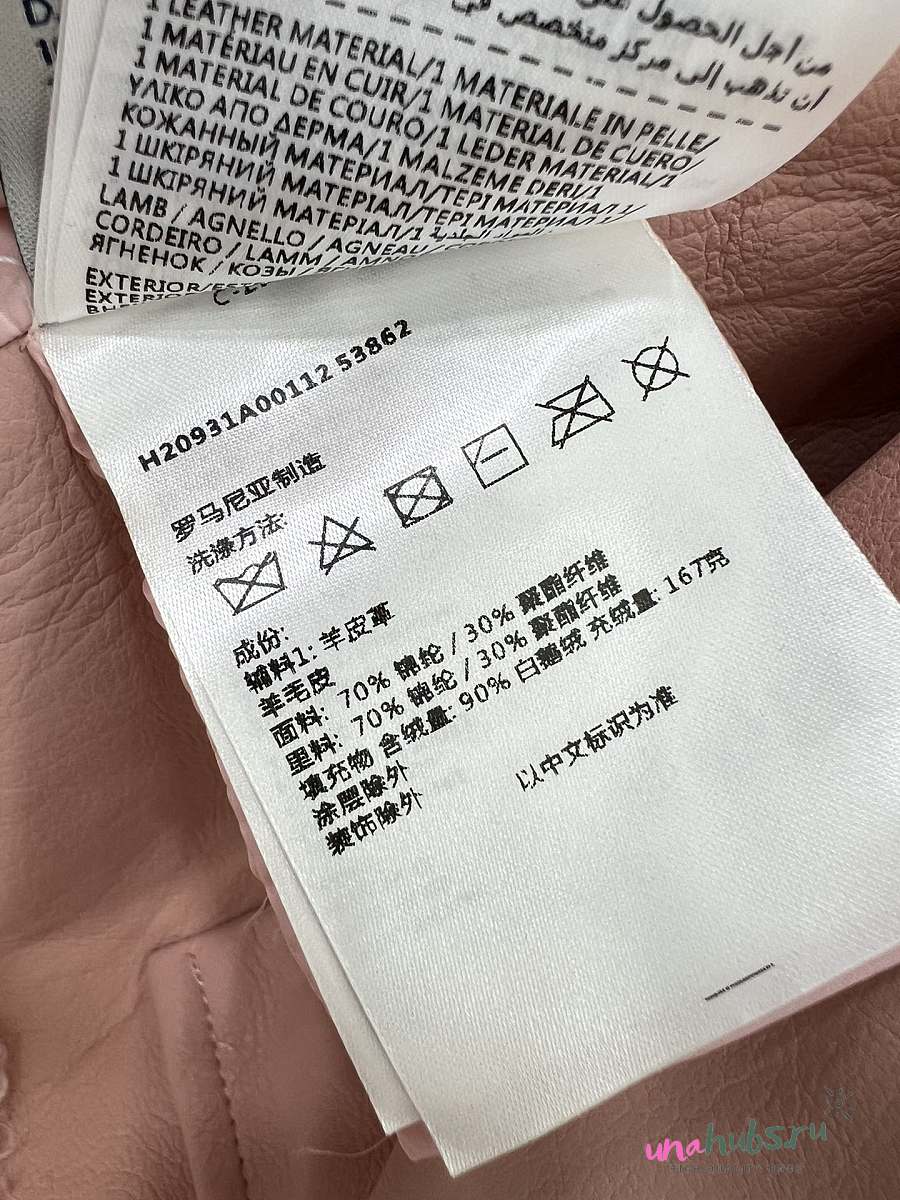 D.
من اجل الحصول على
ان تذهب الى مركز متخصص في
1 LEATHER MATERIAL/1 MATERIALE IN PELLE/
1 MATÉRIAU EN CUIR/1 MATERIAL DE CUERO/
1 MATERIAL DE COURO/1 LEDER MATERIAL/1
ΥΛΙΚΟ ΑΠΟ ΔΕΡΜΑ/1 MALZEME DERI/1
КОЖАННЫЙ МАТЕРИАЛ/ТЕРІ МАТЕРИАЛ 1/
1 ШКІРЯНИЙ МАТЕРІАЛ/ТЕРІ МАТЕРИАЛ
1 ШКІРЯНИЙ МАТЕРІАЛ/1
LAMB / AGNELLO / AGNEAU /
CORDEIRO / LAMM /
ЯГНЕНОК / КОЗЫ /
EXTERIOR/
H20931A00112 53862
罗马尼亚制造
洗涤方法:
成份:
辅料1: 羊皮革
羊毛皮
面料: 70% 锦纶 / 30% 聚酯纤维
里料: 70% 锦纶 / 30% 聚酯纤维
填充物 含绒量: 90% 白鹅绒 充绒量: 167克
涂层除外
装饰除外
以中文标识为准
unahubs.ru